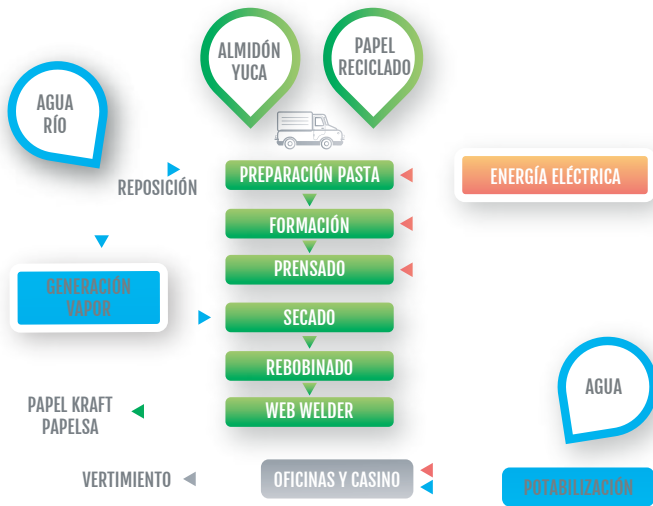 ALMIDÓN
YUCA
PAPEL
RECICLADO
AGUA
RÍO
REPOSICIÓN
PREPARACIÓN PASTA
ENERGÍA ELÉCTRICA
FORMACIÓN
PRENSADO
GENERACIÓN
VAPOR
SECADO
REBOBINADO
AGUA
PAPEL KRAFT
PAPELSA
WEB WELDER
VERTIMIENTO
OFICINAS Y CASINO
POTABILIZACIÓN